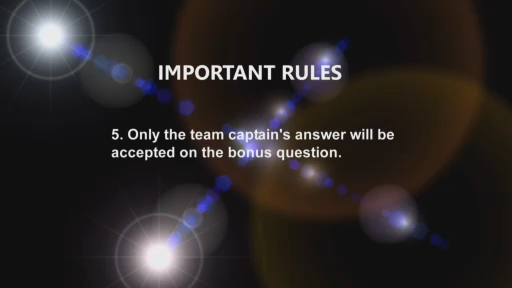 IMPORTANT RULES
5. Only the team captain's answer will be
accepted on the bonus question.